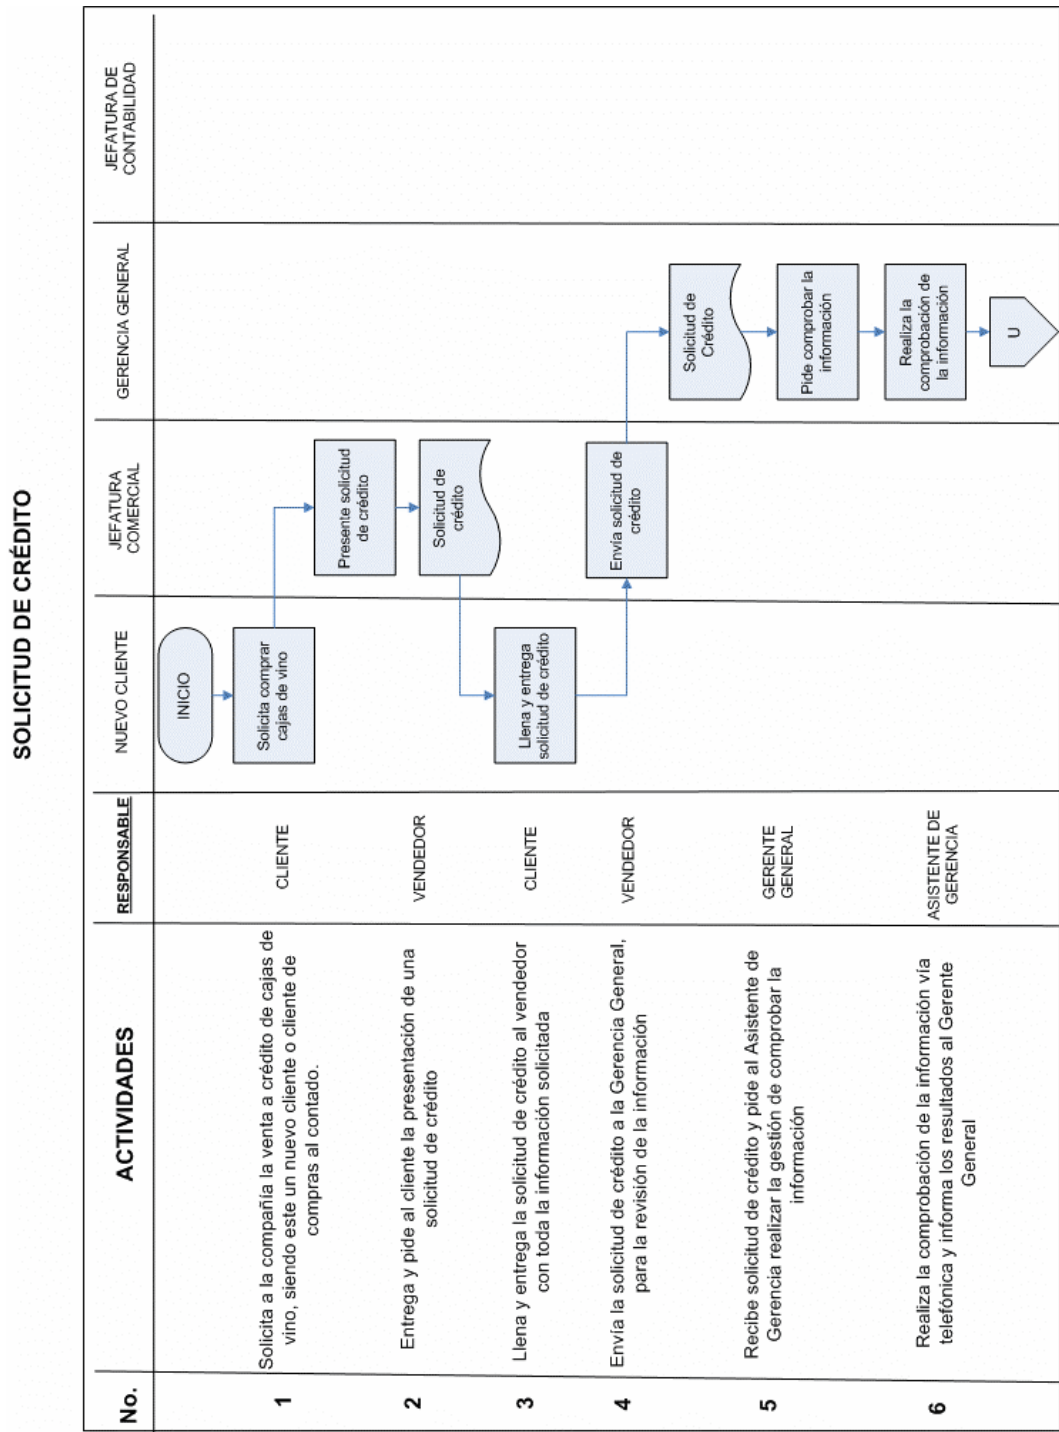 SOLICITUD DE CRÉDITO
No.
ACTIVIDADES
RESPONSABLE
NUEVO CLIENTE
JEFATURA
COMERCIAL
GERENCIA GENERAL
JEFATURA DE
CONTABILIDAD
INICIO
1
Solicita a la compañía la venta a crédito de cajas de
vino, siendo este un nuevo cliente o cliente de
compras al contado.
CLIENTE
Solicita comprar
cajas de vino
2
Entrega y pide al cliente la presentación de una
solicitud de crédito
VENDEDOR
Presente solicitud
de crédito
Solicitud de
crédito
3
Llena y entrega la solicitud de crédito al vendedor
con toda la información solicitada
CLIENTE
Llena y entrega
solicitud de crédito
4
Envía la solicitud de crédito a la Gerencia General,
para la revisión de la información
VENDEDOR
Envía solicitud de
crédito
5
Recibe solicitud de crédito y pide al Asistente de
Gerencia realizar la gestión de comprobar la
información
GERENTE
GENERAL
Solicitud de
Crédito
Pide comprobar la
información
6
Realiza la comprobación de la información vía
telefónica y informa los resultados al Gerente
General
ASISTENTE DE
GERENCIA
Realiza la
comprobación de
la información
U